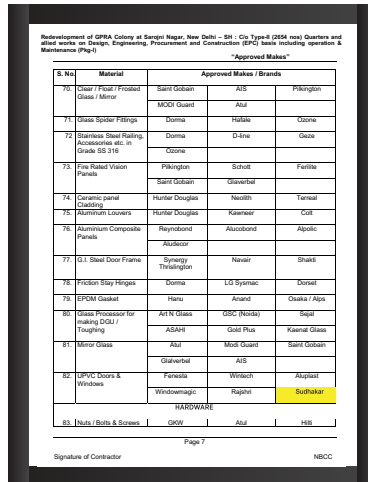 Redevelopment of GPRA Colony at Sarojni Nagar, New Delhi – SH : C/o Type-II (2654 nos) Quarters and
allied works on Design, Engineering, Procurement and Construction (EPC) basis including operation &
Maintenance (Pkg-I)
"Approved Makes"
S. No. Material Approved Makes / Brands
70. Clear / Float / Frosted Saint Gobain AIS Pilkington
Glass / Mirror
MODI Guard Atul
71. Glass Spider Fittings Dorma Hafale Ozone
72 Stainless Steel Railing, Dorma D-line Geze
Accessories etc. in
Grade SS 316 Ozone
73. Fire Rated Vision Pilkington Schott Ferilite
Panels
Saint Gobain Glaverbel
74. Ceramic panel Hunter Douglas Neolith Terreal
Cladding
75. Aluminum Louvers Hunter Douglas Kawneer Colt
76. Aluminium Composite Reynobond Alucobond Alpolic
Panels
Aludecor
77. G.I. Steel Door Frame Synergy Navair Shakti
Thrislington
78. Friction Stay Hinges Dorma LG Sysmac Dorset
79. EPDM Gasket Hanu Anand Osaka / Alps
80. Glass Processor for Art N Glass GSC (Noida) Sejal
making DGU /
Toughing ASAHI Gold Plus Kaenat Glass
81. Mirror Glass Atul Modi Guard Saint Gobain
Glalverbel AIS
82. UPVC Doors & Fenesta Wintech Aluplast
Windows
Windowmagic Rajshri Sudhakar
HARDWARE
83. Nuts / Bolts & Screws GKW Atul Hilti
Page 7
Signature of Contractor NBCC